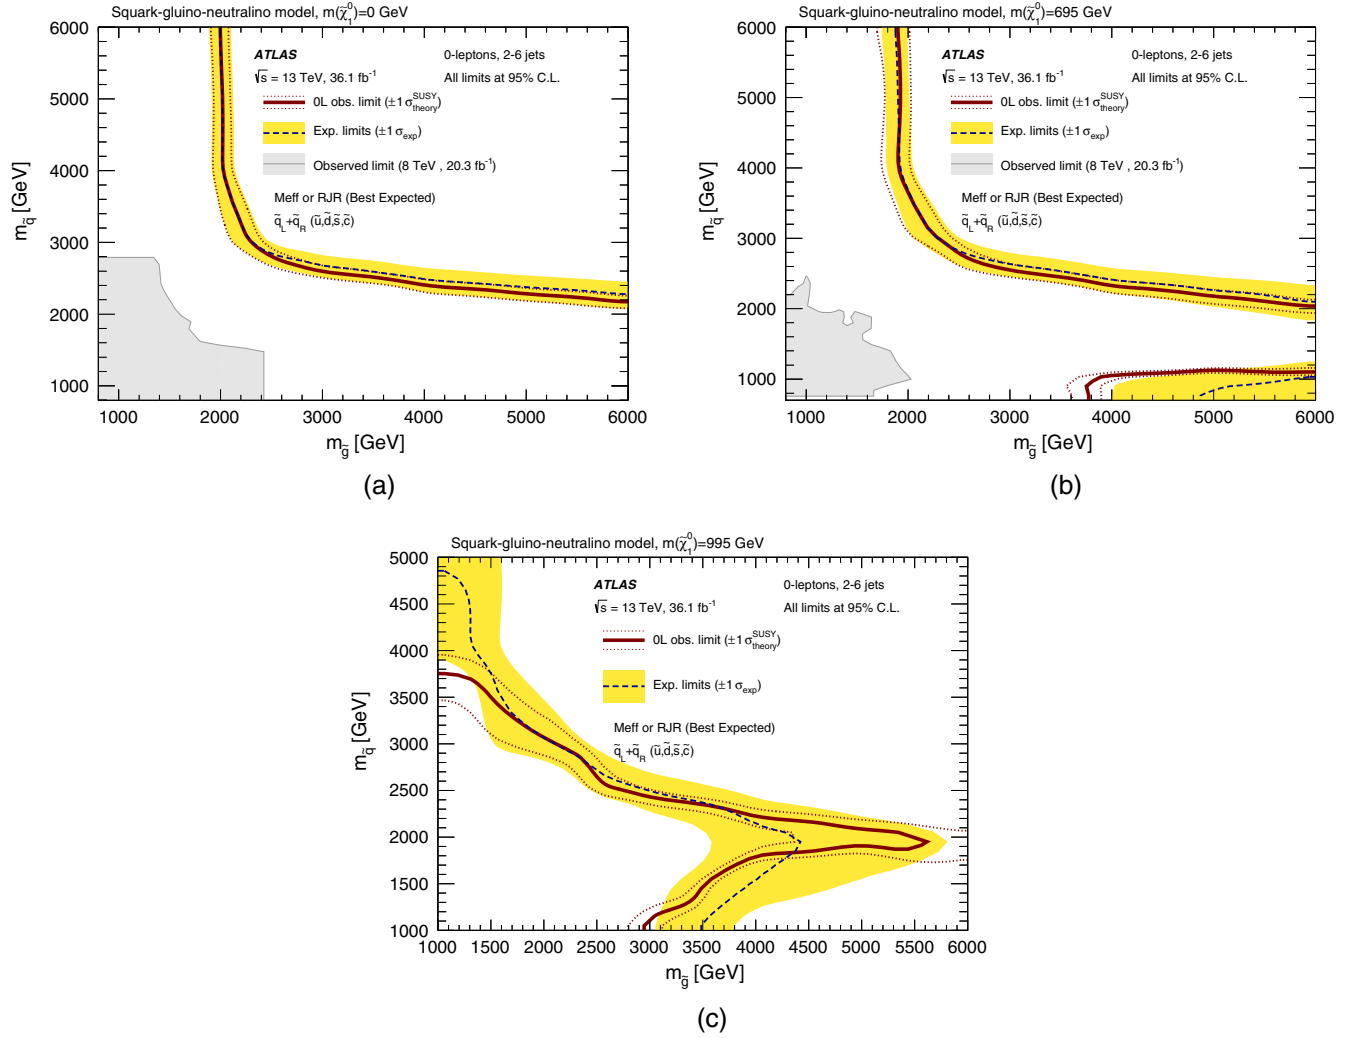 Squark-gluino-neutralino model, m(χ̃₁⁰)=0 GeV
6000
5000
4000
3000
2000
1000
m_q̃ [GeV]
ATLAS
√s = 13 TeV, 36.1 fb⁻¹
0-leptons, 2-6 jets
All limits at 95% C.L.
0L obs. limit (±1 σ_theory^SUSY)
Exp. limits (±1 σ_exp)
Observed limit (8 TeV , 20.3 fb⁻¹)
Meff or RJR (Best Expected)
q̃_L+q̃_R (ũ,d̃,s̃,c̃)
1000 2000 3000 4000 5000 6000
m_g̃ [GeV]
(a)
Squark-gluino-neutralino model, m(χ̃₁⁰)=695 GeV
6000
5000
4000
3000
2000
1000
m_q̃ [GeV]
ATLAS
√s = 13 TeV, 36.1 fb⁻¹
0-leptons, 2-6 jets
All limits at 95% C.L.
0L obs. limit (±1 σ_theory^SUSY)
Exp. limits (±1 σ_exp)
Observed limit (8 TeV , 20.3 fb⁻¹)
Meff or RJR (Best Expected)
q̃_L+q̃_R (ũ,d̃,s̃,c̃)
1000 2000 3000 4000 5000 6000
m_g̃ [GeV]
(b)
Squark-gluino-neutralino model, m(χ̃₁⁰)=995 GeV
5000
4500
4000
3500
3000
2500
2000
1500
1000
m_q̃ [GeV]
ATLAS
√s = 13 TeV, 36.1 fb⁻¹
0-leptons, 2-6 jets
All limits at 95% C.L.
0L obs. limit (±1 σ_theory^SUSY)
Exp. limits (±1 σ_exp)
Meff or RJR (Best Expected)
q̃_L+q̃_R (ũ,d̃,s̃,c̃)
1000 1500 2000 2500 3000 3500 4000 4500 5000 5500 6000
m_g̃ [GeV]
(c)